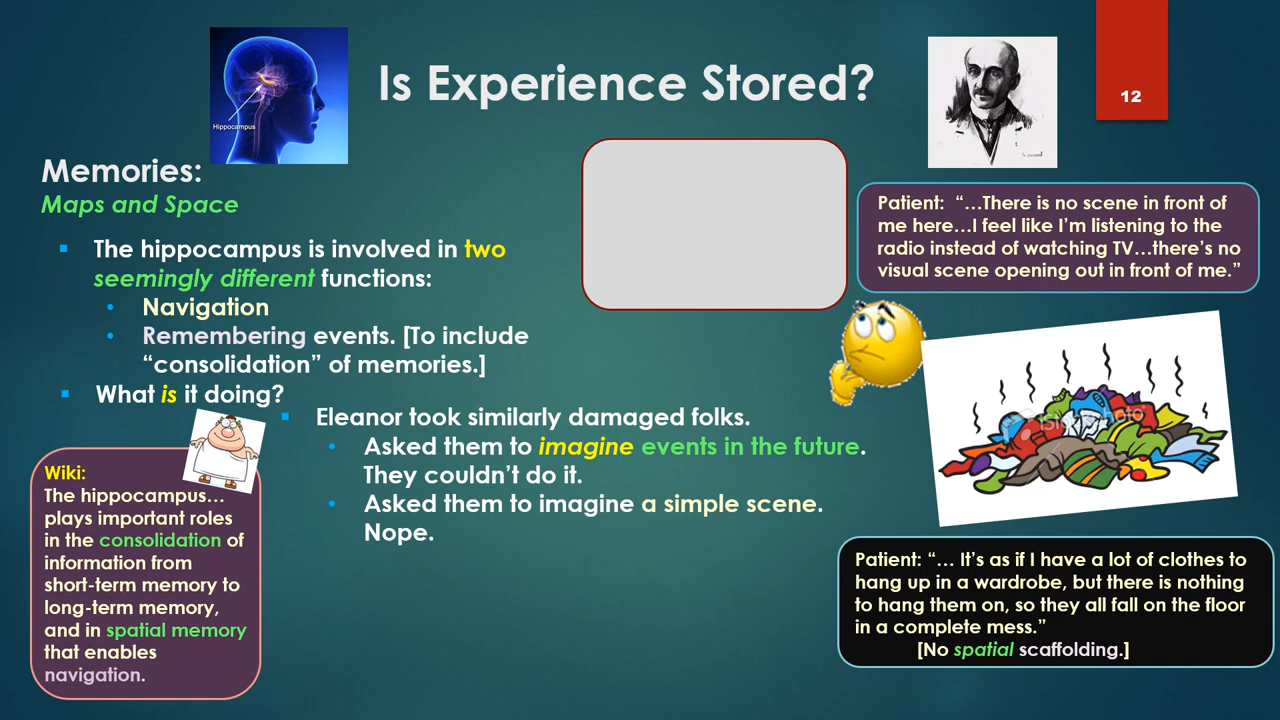 Is Experience Stored?
12
Hippocampus
Memories:
Maps and Space
▪ The hippocampus is involved in two
seemingly different functions:
• Navigation
• Remembering events. [To include
“consolidation” of memories.]
▪ What is it doing?
▪ Eleanor took similarly damaged folks.
• Asked them to imagine events in the future.
They couldn’t do it.
• Asked them to imagine a simple scene.
Nope.
Wiki:
The hippocampus…
plays important roles
in the consolidation of
information from
short-term memory to
long-term memory,
and in spatial memory
that enables
navigation.
Patient:  “…There is no scene in front of
me here…I feel like I’m listening to the
radio instead of watching TV…there’s no
visual scene opening out in front of me.”
Patient: “… It’s as if I have a lot of clothes to
hang up in a wardrobe, but there is nothing
to hang them on, so they all fall on the floor
in a complete mess.”
[No spatial scaffolding.]